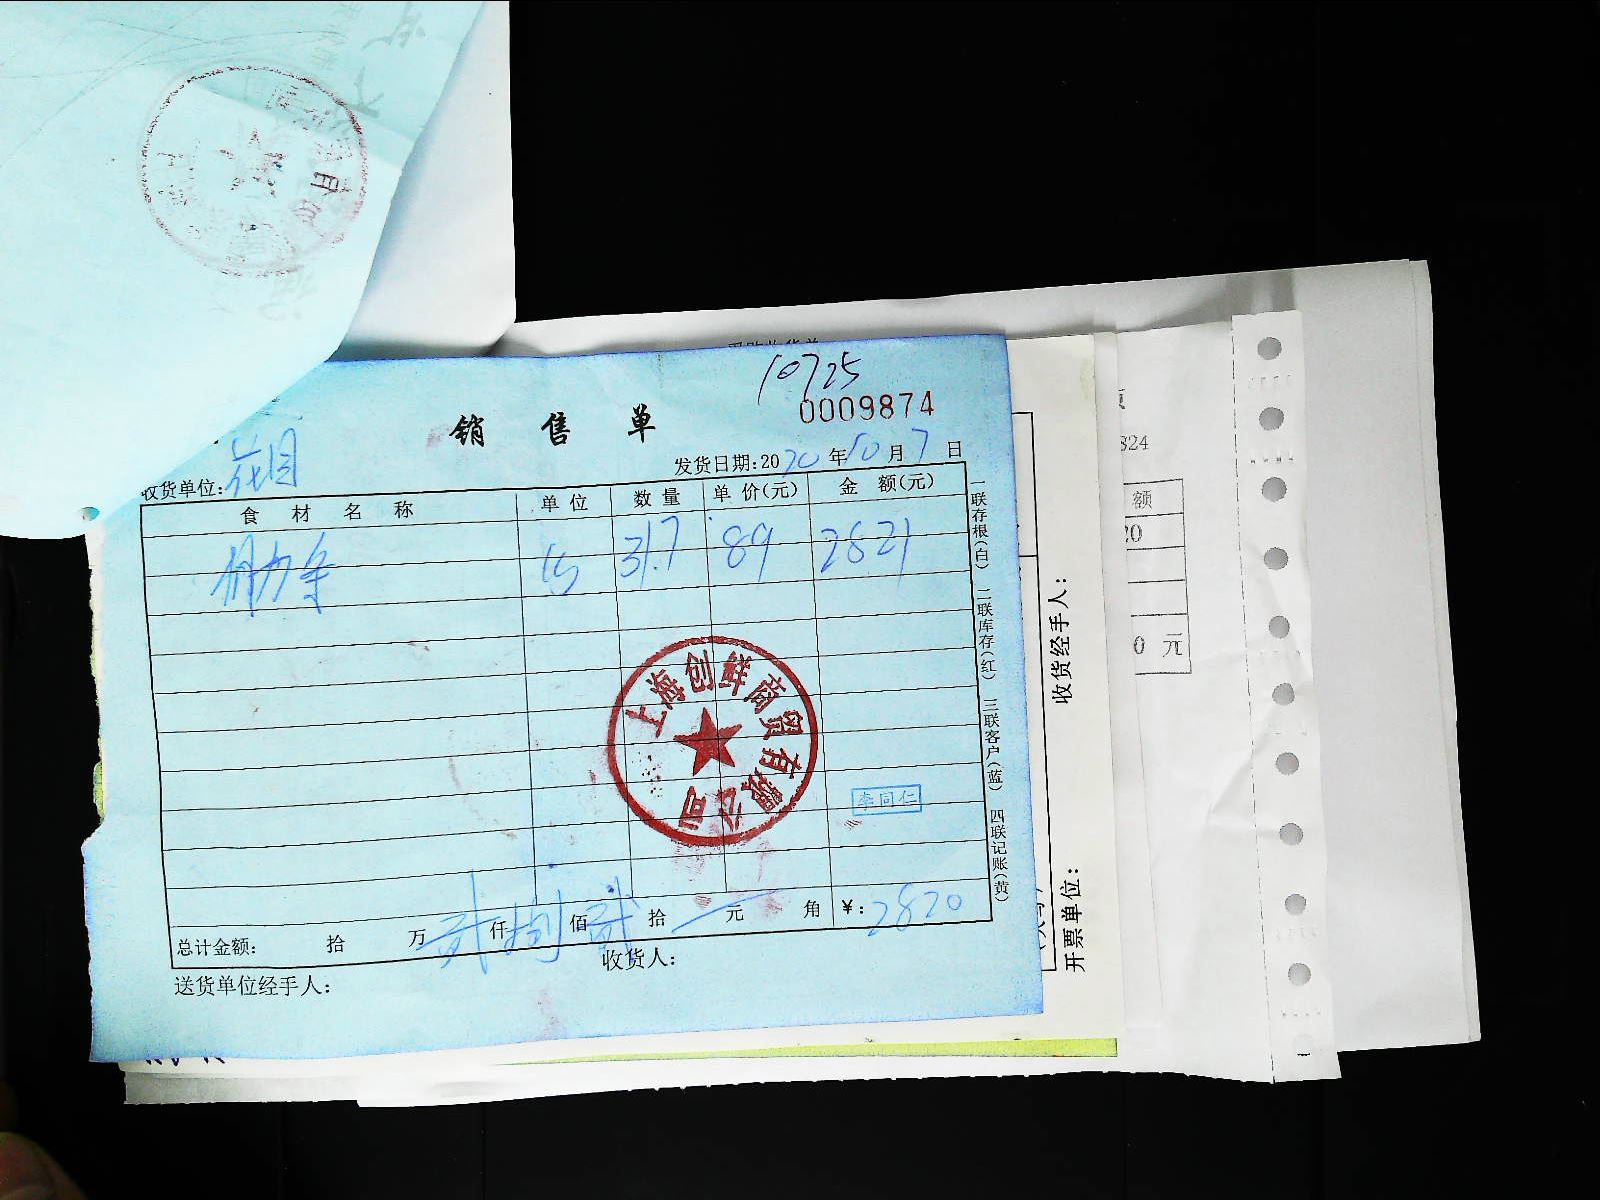 10725
0009874
销 售 单
收货单位：花园
发货日期：2020年10月7日
食 材 名 称 单 位 数 量 单 价(元) 金 额(元)
31.7 89 2821
上海创鲜商贸有限公司
李同仁
总计金额： 拾 万 贰 仟 捌 佰 贰 拾 元 角 ¥：2820
送货单位经手人：
收货人：
一联存根(白) 二联库存(红) 三联客户(蓝) 四联记账(黄)
收货经手人：
开票单位：
824
额
20
0 元